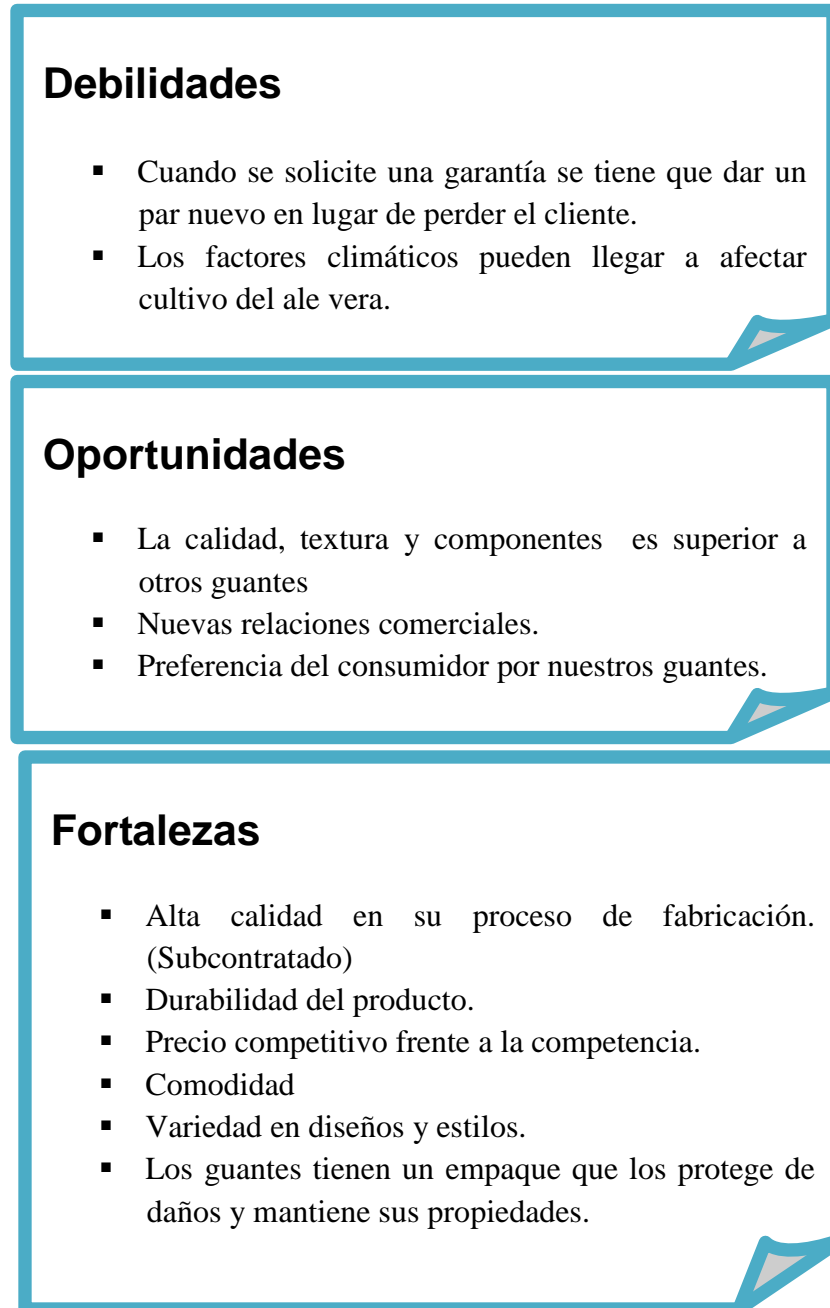 Debilidades
▪ Cuando se solicite una garantía se tiene que dar un
par nuevo en lugar de perder el cliente.
▪ Los factores climáticos pueden llegar a afectar
cultivo del ale vera.
Oportunidades
▪ La calidad, textura y componentes es superior a
otros guantes
▪ Nuevas relaciones comerciales.
▪ Preferencia del consumidor por nuestros guantes.
Fortalezas
▪ Alta calidad en su proceso de fabricación.
(Subcontratado)
▪ Durabilidad del producto.
▪ Precio competitivo frente a la competencia.
▪ Comodidad
▪ Variedad en diseños y estilos.
▪ Los guantes tienen un empaque que los protege de
daños y mantiene sus propiedades.